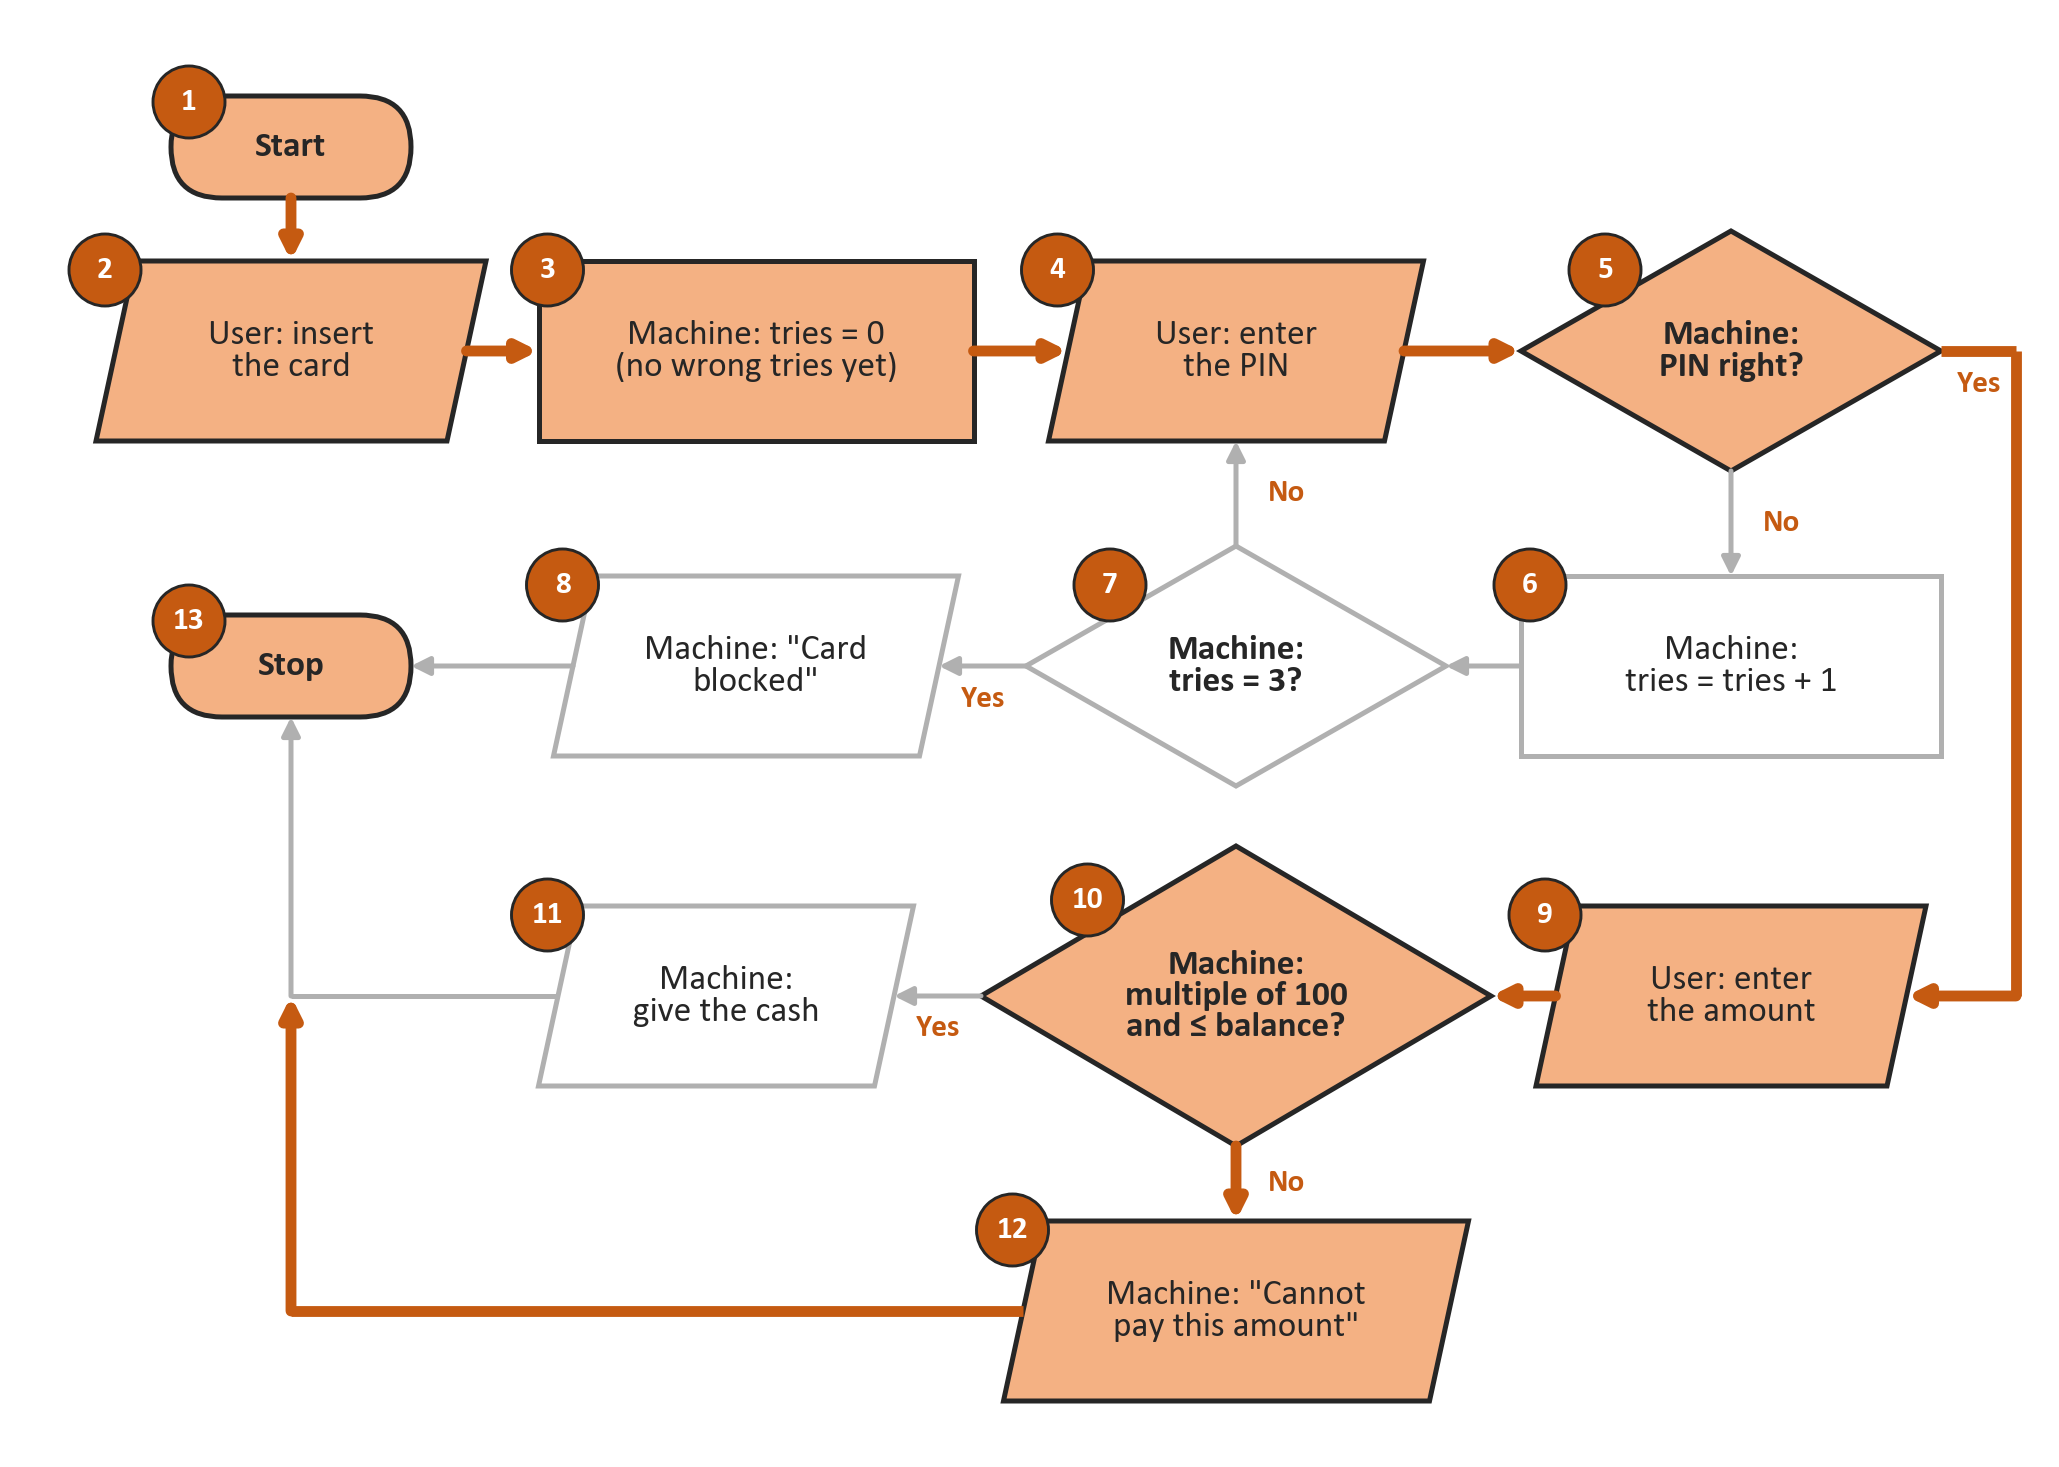 1
Start
2
User: insert
the card
3
Machine: tries = 0
(no wrong tries yet)
4
User: enter
the PIN
5
Machine:
PIN right?
Yes
No
No
13
Stop
8
Machine: "Card
blocked"
Yes
7
Machine:
tries = 3?
6
Machine:
tries = tries + 1
11
Machine:
give the cash
Yes
10
Machine:
multiple of 100
and ≤ balance?
9
User: enter
the amount
No
12
Machine: "Cannot
pay this amount"